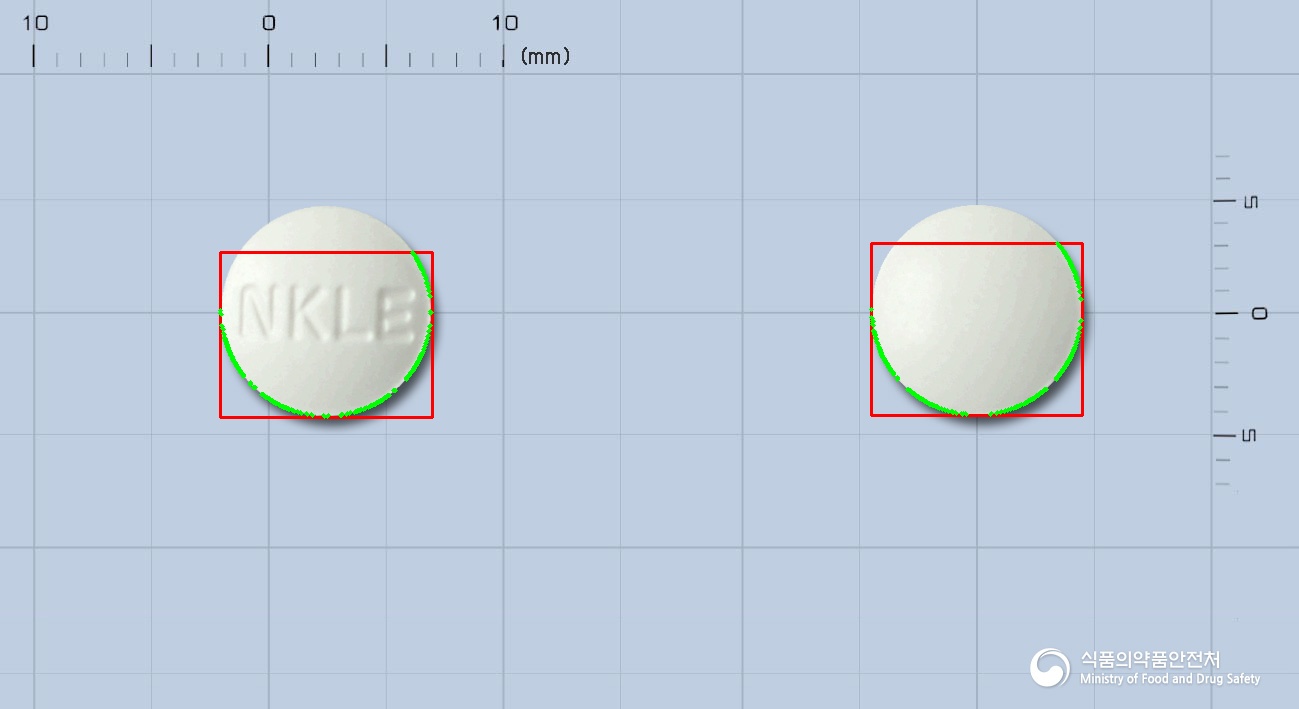 10 0 10
(mm)
5
NKLE
0
5
식품의약품안전처
Ministry of Food and Drug Safety